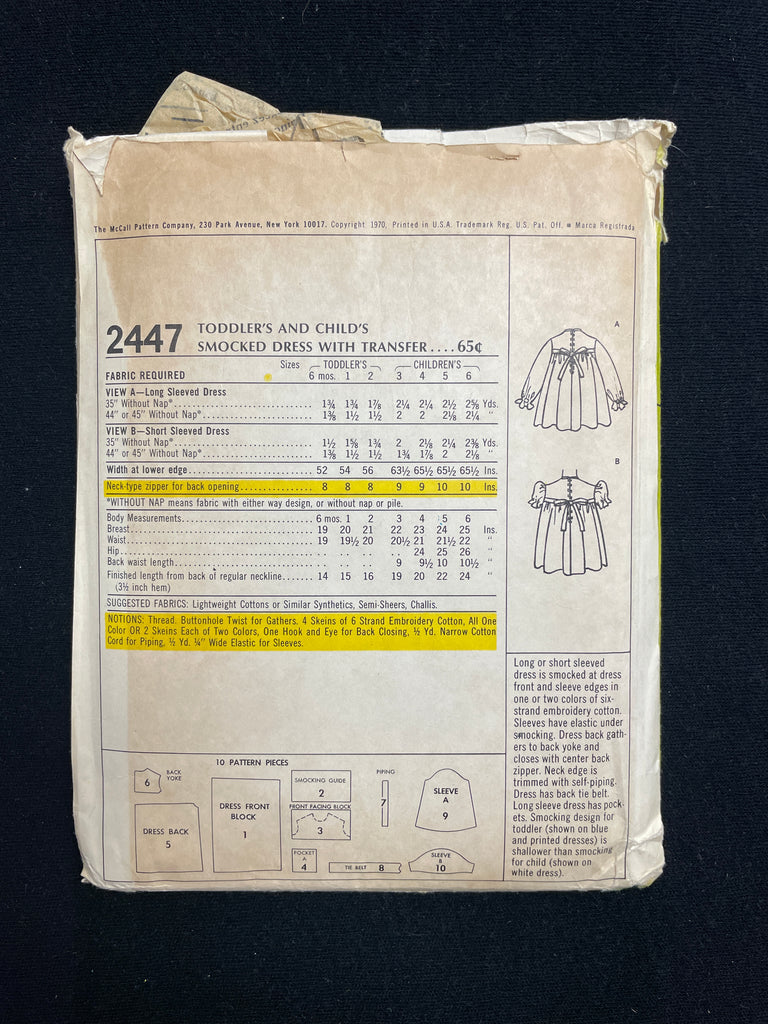 The McCall Pattern Company, 230 Park Avenue, New York 10017. Copyright 1970, Printed in U.S.A. Trademark Reg. U.S. Pat. Off. ■ Marca Registrada
2447 TODDLER'S AND CHILD'S
SMOCKED DRESS WITH TRANSFER....65¢
Sizes TODDLER'S CHILDREN'S
FABRIC REQUIRED 6 mos. 1 2 3 4 5 6
VIEW A—Long Sleeved Dress
35" Without Nap* 1¾ 1¾ 1⅞ 2¼ 2¼ 2½ 2⅝ Yds.
44" or 45" Without Nap* 1⅜ 1½ 1½ 2 2 2⅛ 2¼ "
VIEW B—Short Sleeved Dress
35" Without Nap* 1½ 1⅝ 1¾ 2 2⅛ 2¼ 2⅜ Yds.
44" or 45" Without Nap* 1⅜ 1½ 1½ 1¾ 1⅞ 2 2⅛ "
Width at lower edge 52 54 56 63½ 65½ 65½ 65½ Ins.
Neck-type zipper for back opening 8 8 8 9 9 10 10 Ins.
*WITHOUT NAP means fabric with either way design, or without nap or pile.
Body Measurements 6 mos. 1 2 3 4 5 6
Breast 19 20 21 22 23 24 25 Ins.
Waist 19 19½ 20 20½ 21 21½ 22 "
Hip .. .. .. .. 24 25 26 "
Back waist length .. .. .. 9 9½ 10 10½ "
Finished length from back of regular neckline 14 15 16 19 20 22 24 "
(3½ inch hem)
SUGGESTED FABRICS: Lightweight Cottons or Similar Synthetics, Semi-Sheers, Challis.
NOTIONS: Thread. Buttonhole Twist for Gathers. 4 Skeins of 6 Strand Embroidery Cotton, All One
Color OR 2 Skeins Each of Two Colors, One Hook and Eye for Back Closing, ½ Yd. Narrow Cotton
Cord for Piping, ½ Yd. ¼" Wide Elastic for Sleeves.
A
B
Long or short sleeved
dress is smocked at dress
front and sleeve edges in
one or two colors of six-
strand embroidery cotton.
Sleeves have elastic under
smocking. Dress back gath-
ers to back yoke and
closes with center back
zipper. Neck edge is
trimmed with self-piping.
Dress has back tie belt.
Long sleeve dress has pock-
ets. Smocking design for
toddler (shown on blue
and printed dresses) is
shallower than smocking
for child (shown on
white dress).
10 PATTERN PIECES
6 BACK YOKE
DRESS BACK
5
DRESS FRONT
BLOCK
1
SMOCKING GUIDE
2
FRONT FACING BLOCK
3
POCKET
A
4
PIPING
7
TIE BELT 8
SLEEVE
A
9
SLEEVE
B
10